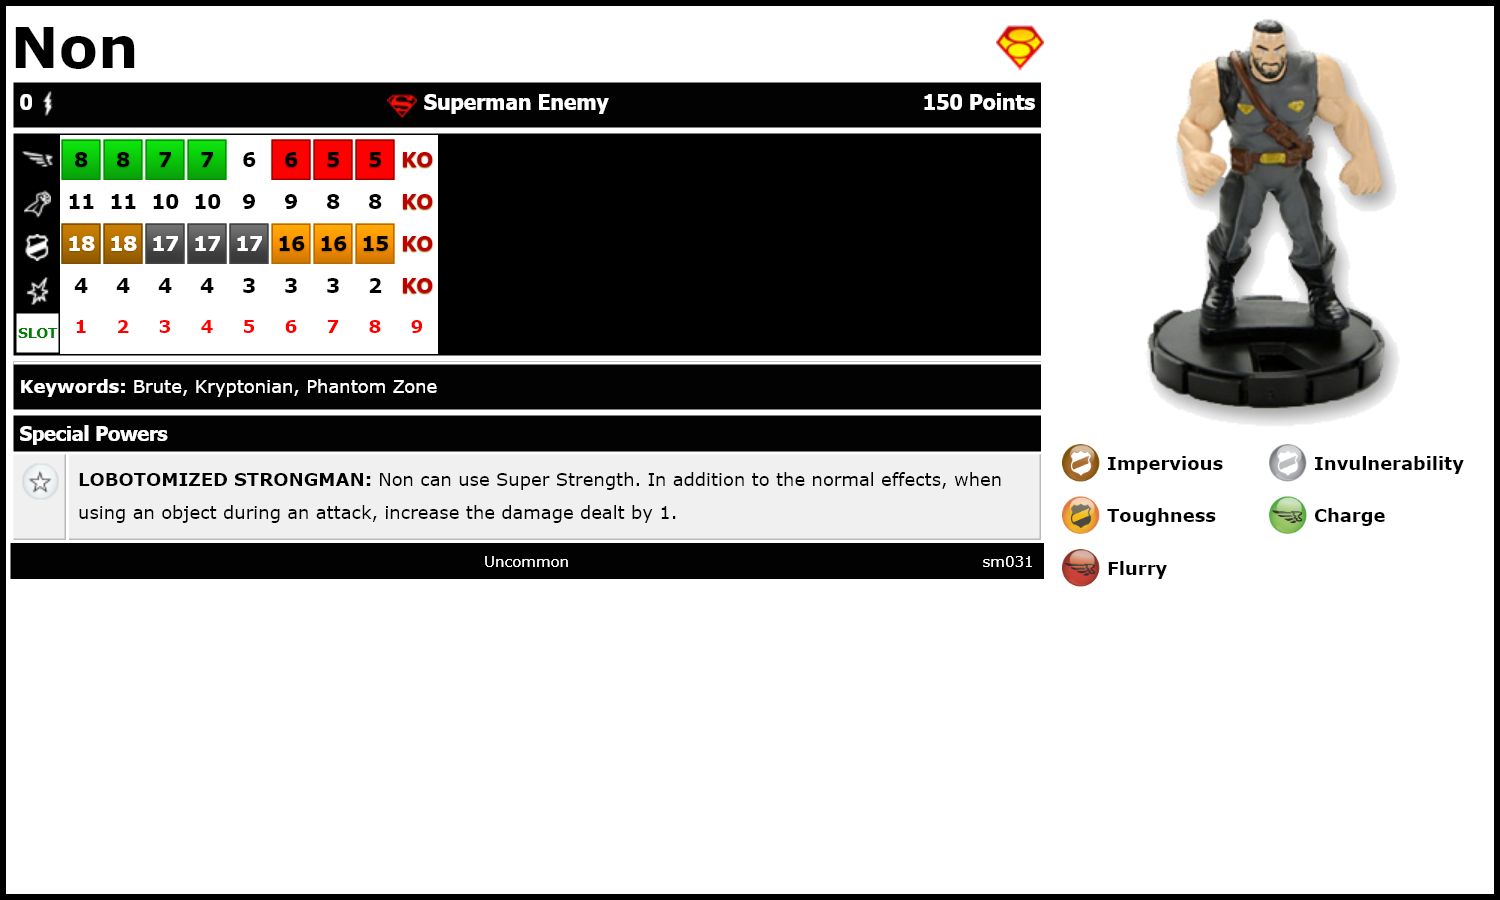 Non
0 Superman Enemy 150 Points
8 8 7 7 6 6 5 5 KO
11 11 10 10 9 9 8 8 KO
18 18 17 17 17 16 16 15 KO
4 4 4 4 3 3 3 2 KO
SLOT 1 2 3 4 5 6 7 8 9
Keywords: Brute, Kryptonian, Phantom Zone
Special Powers
LOBOTOMIZED STRONGMAN: Non can use Super Strength. In addition to the normal effects, when
using an object during an attack, increase the damage dealt by 1.
Uncommon sm031
Impervious Invulnerability
Toughness Charge
Flurry